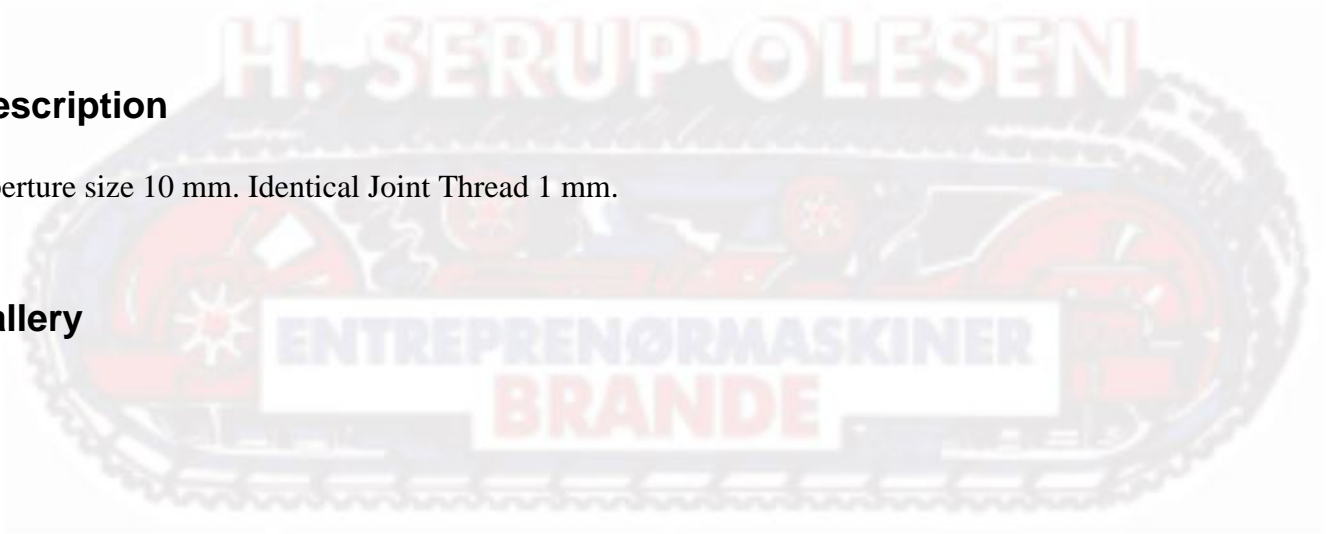 H. SERUP OLESEN
escription
erture size 10 mm. Identical Joint Thread 1 mm.
allery
ENTREPRENØRMASKINER
BRANDE